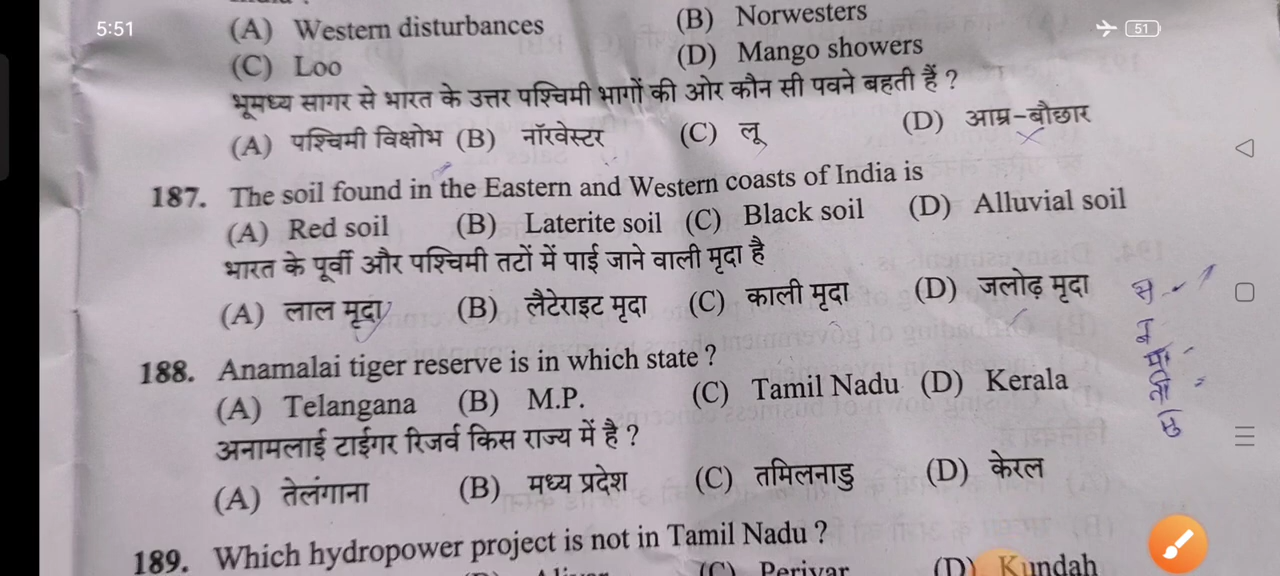 5:51
51
(A) Western disturbances (B) Norwesters
(C) Loo (D) Mango showers
भूमध्य सागर से भारत के उत्तर पश्चिमी भागों की ओर कौन सी पवने बहती हैं ?
(A) पश्चिमी विक्षोभ (B) नॉरवेस्टर (C) लू (D) आम्र-बौछार
187. The soil found in the Eastern and Western coasts of India is
(A) Red soil (B) Laterite soil (C) Black soil (D) Alluvial soil
भारत के पूर्वी और पश्चिमी तटों में पाई जाने वाली मृदा है
(A) लाल मृदा (B) लैटेराइट मृदा (C) काली मृदा (D) जलोढ़ मृदा
188. Anamalai tiger reserve is in which state ?
(A) Telangana (B) M.P. (C) Tamil Nadu (D) Kerala
अनामलाई टाईगर रिजर्व किस राज्य में है ?
(A) तेलंगाना (B) मध्य प्रदेश (C) तमिलनाडु (D) केरल
189. Which hydropower project is not in Tamil Nadu ?
(C) Periyar (D) Kundah